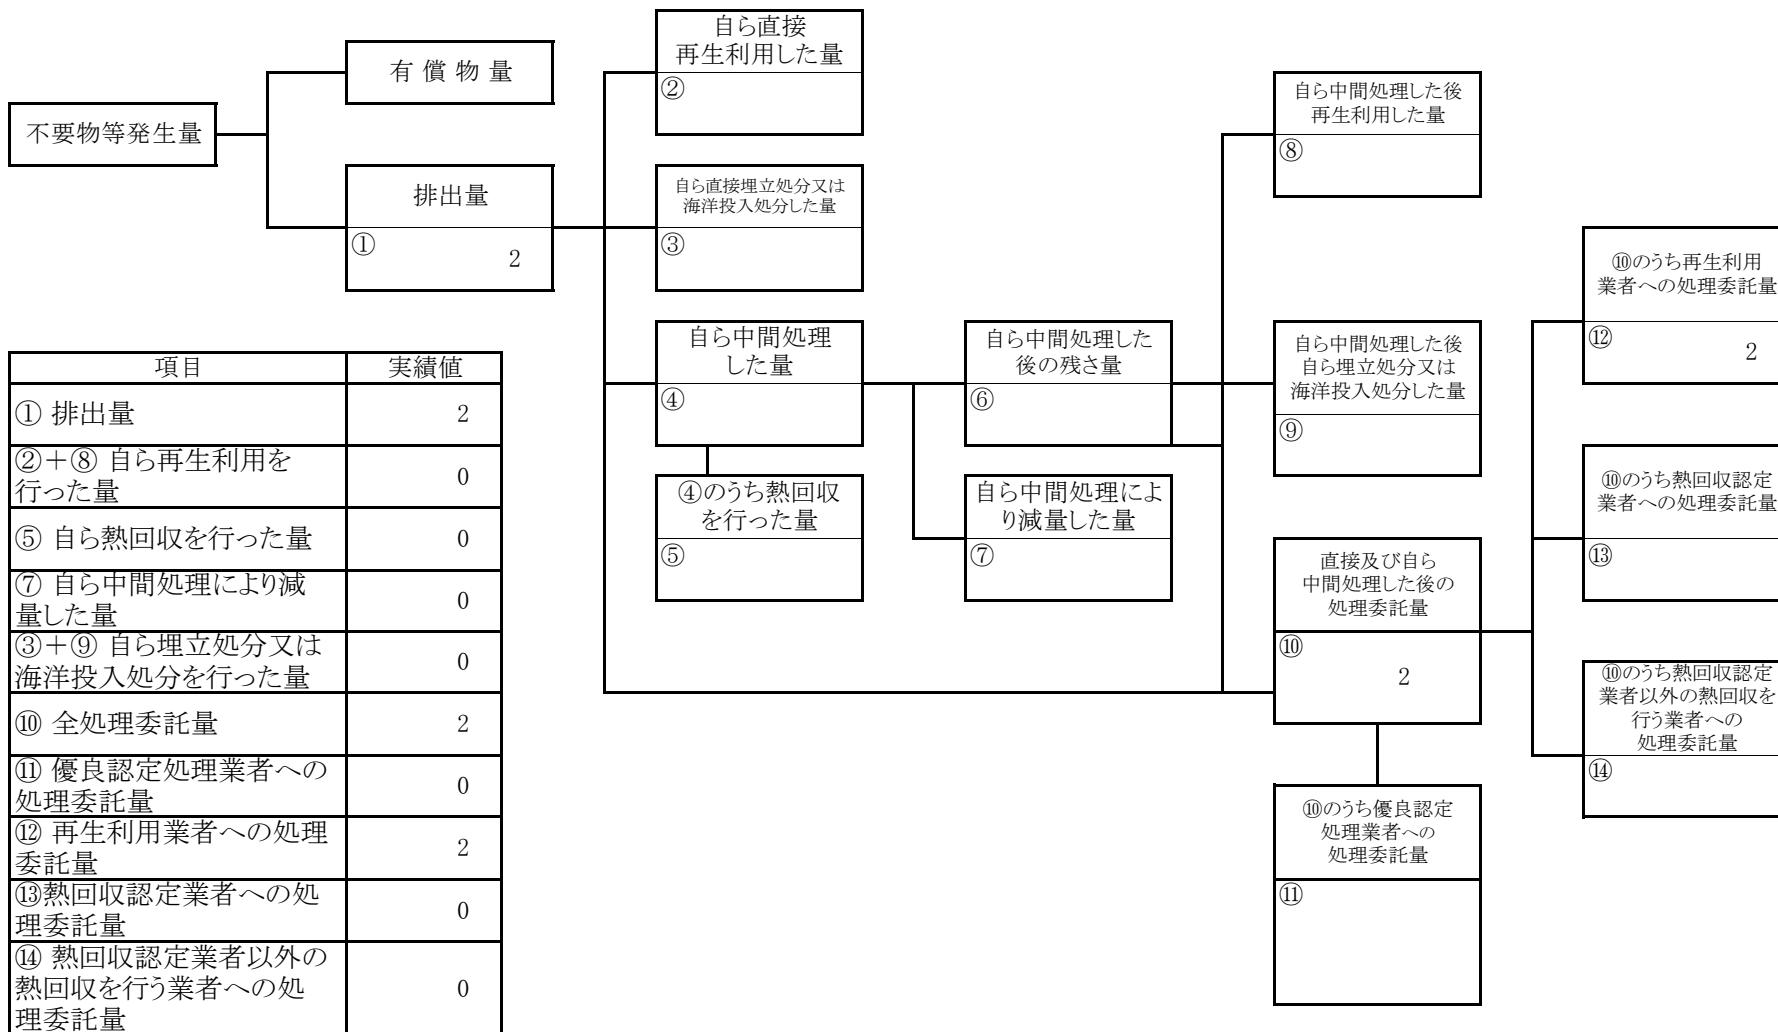 不要物等発生量
有 償 物 量
排出量
①
2
自ら直接
再生利用した量
②
自ら直接埋立処分又は
海洋投入処分した量
③
自ら中間処理
した量
④
④のうち熱回収
を行った量
⑤
自ら中間処理した
後の残さ量
⑥
自ら中間処理によ
り減量した量
⑦
自ら中間処理した後
再生利用した量
⑧
自ら中間処理した後
自ら埋立処分又は
海洋投入処分した量
⑨
直接及び自ら
中間処理した後の
処理委託量
⑩
2
⑩のうち優良認定
処理業者への
処理委託量
⑪
⑩のうち再生利用
業者への処理委託量
⑫
2
⑩のうち熱回収認定
業者への処理委託量
⑬
⑩のうち熱回収認定
業者以外の熱回収を
行う業者への
処理委託量
⑭
項目 実績値
① 排出量 2
②＋⑧ 自ら再生利用を
行った量 0
⑤ 自ら熱回収を行った量 0
⑦ 自ら中間処理により減
量した量 0
③＋⑨ 自ら埋立処分又は
海洋投入処分を行った量 0
⑩ 全処理委託量 2
⑪ 優良認定処理業者への
処理委託量 0
⑫ 再生利用業者への処理
委託量 2
⑬熱回収認定業者への処
理委託量 0
⑭ 熱回収認定業者以外の
熱回収を行う業者への処
理委託量 0